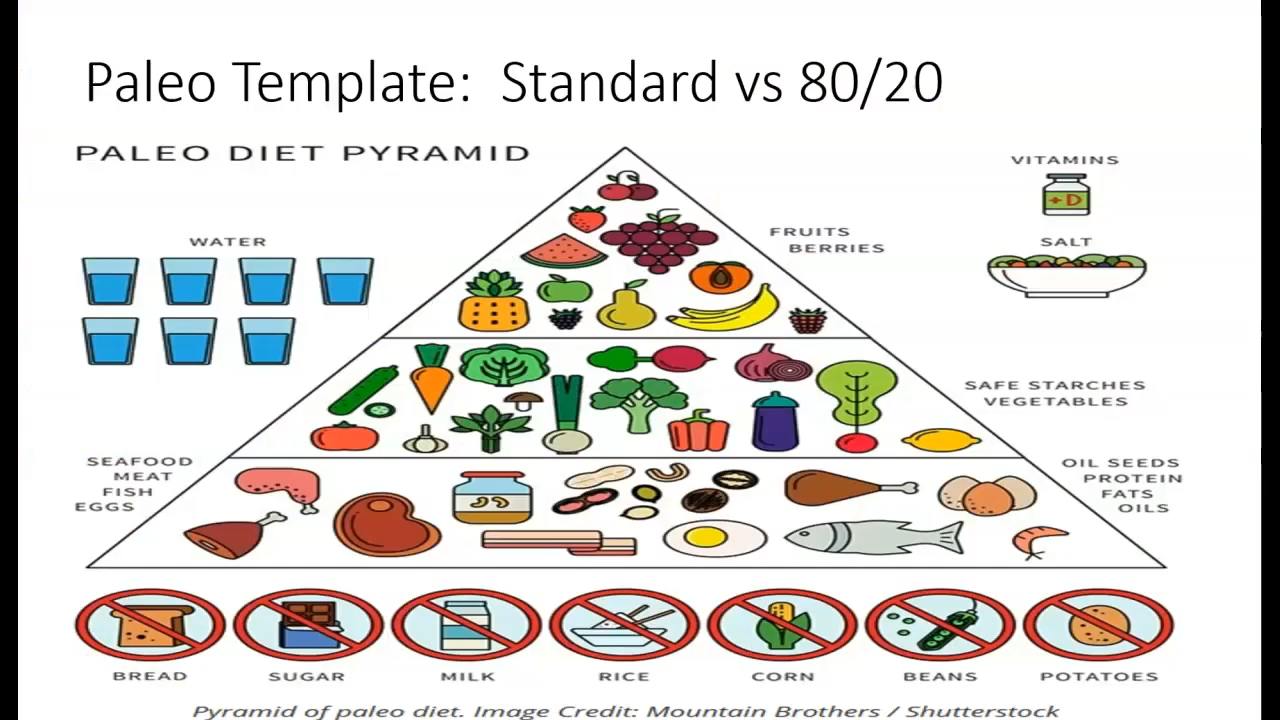 Paleo Template: Standard vs 80/20
PALEO DIET PYRAMID
VITAMINS
+D
WATER
FRUITS
BERRIES
SALT
SAFE STARCHES
VEGETABLES
SEAFOOD
MEAT
FISH
EGGS
OIL SEEDS
PROTEIN
FATS
OILS
BREAD
SUGAR
MILK
RICE
CORN
BEANS
POTATOES
Pyramid of paleo diet. Image Credit: Mountain Brothers / Shutterstock